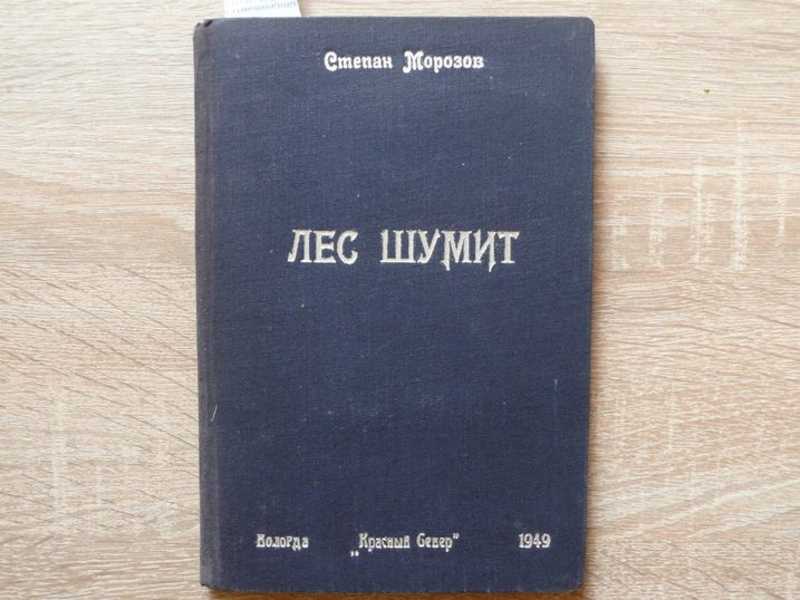 Степан Морозов
ЛЕС ШУМИТ
Вологда „Красный Север" 1949